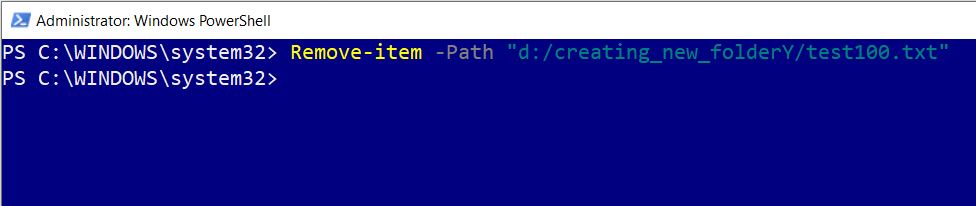 Administrator: Windows PowerShell
PS C:\WINDOWS\system32> Remove-item -Path "d:/creating_new_folderY/test100.txt"
PS C:\WINDOWS\system32>